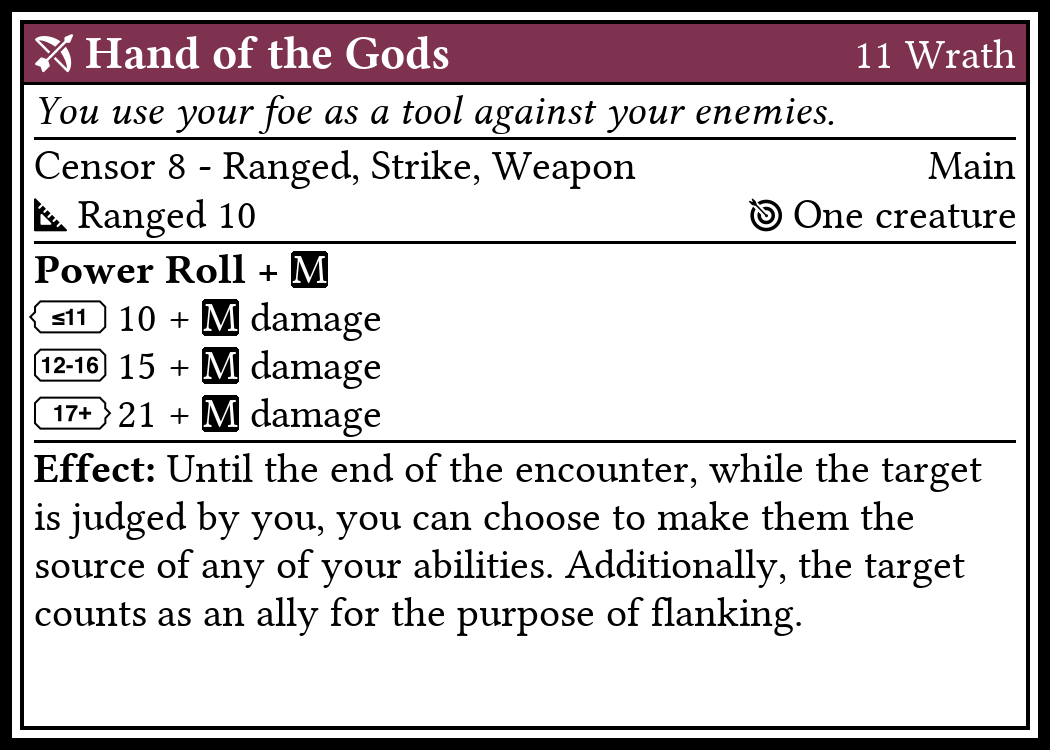 Hand of the Gods 11 Wrath
You use your foe as a tool against your enemies.
Censor 8 - Ranged, Strike, Weapon Main
Ranged 10 One creature
Power Roll + M
≤11 10 + M damage
12-16 15 + M damage
17+ 21 + M damage
Effect: Until the end of the encounter, while the target
is judged by you, you can choose to make them the
source of any of your abilities. Additionally, the target
counts as an ally for the purpose of flanking.